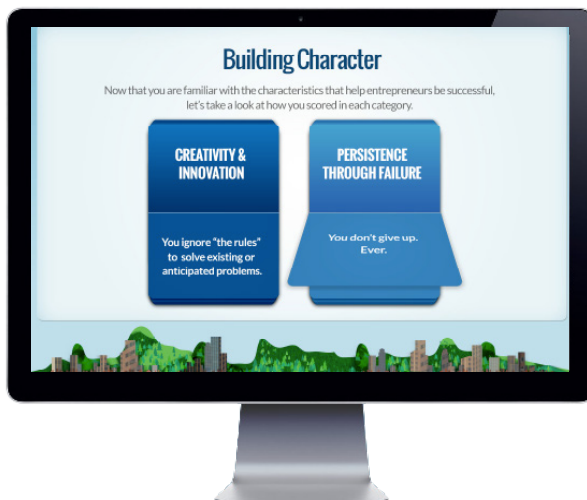 Building Character
Now that you are familiar with the characteristics that help entrepreneurs be successful,
let's take a look at how you scored in each category.
CREATIVITY &
INNOVATION
PERSISTENCE
THROUGH FAILURE
You ignore “the rules”
to solve existing or
anticipated problems.
You don't give up.
Ever.